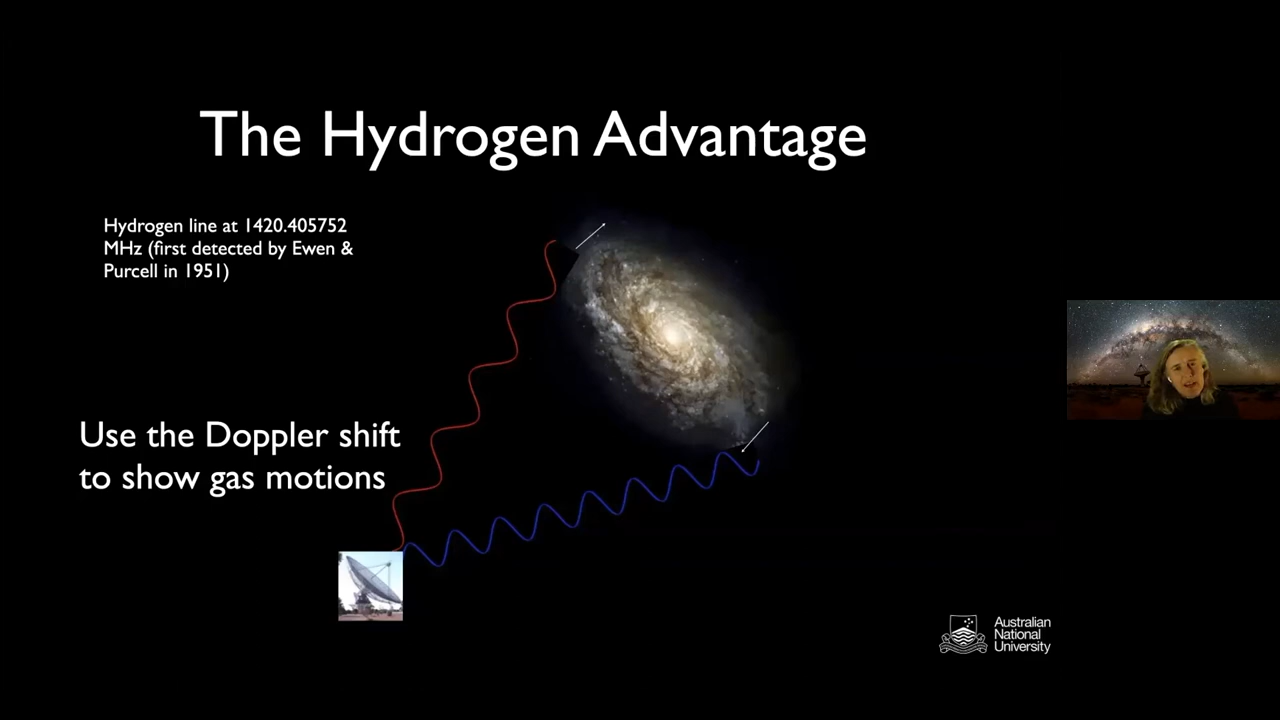 The Hydrogen Advantage
Hydrogen line at 1420.405752
MHz (first detected by Ewen &
Purcell in 1951)
Use the Doppler shift
to show gas motions
Australian
National
University